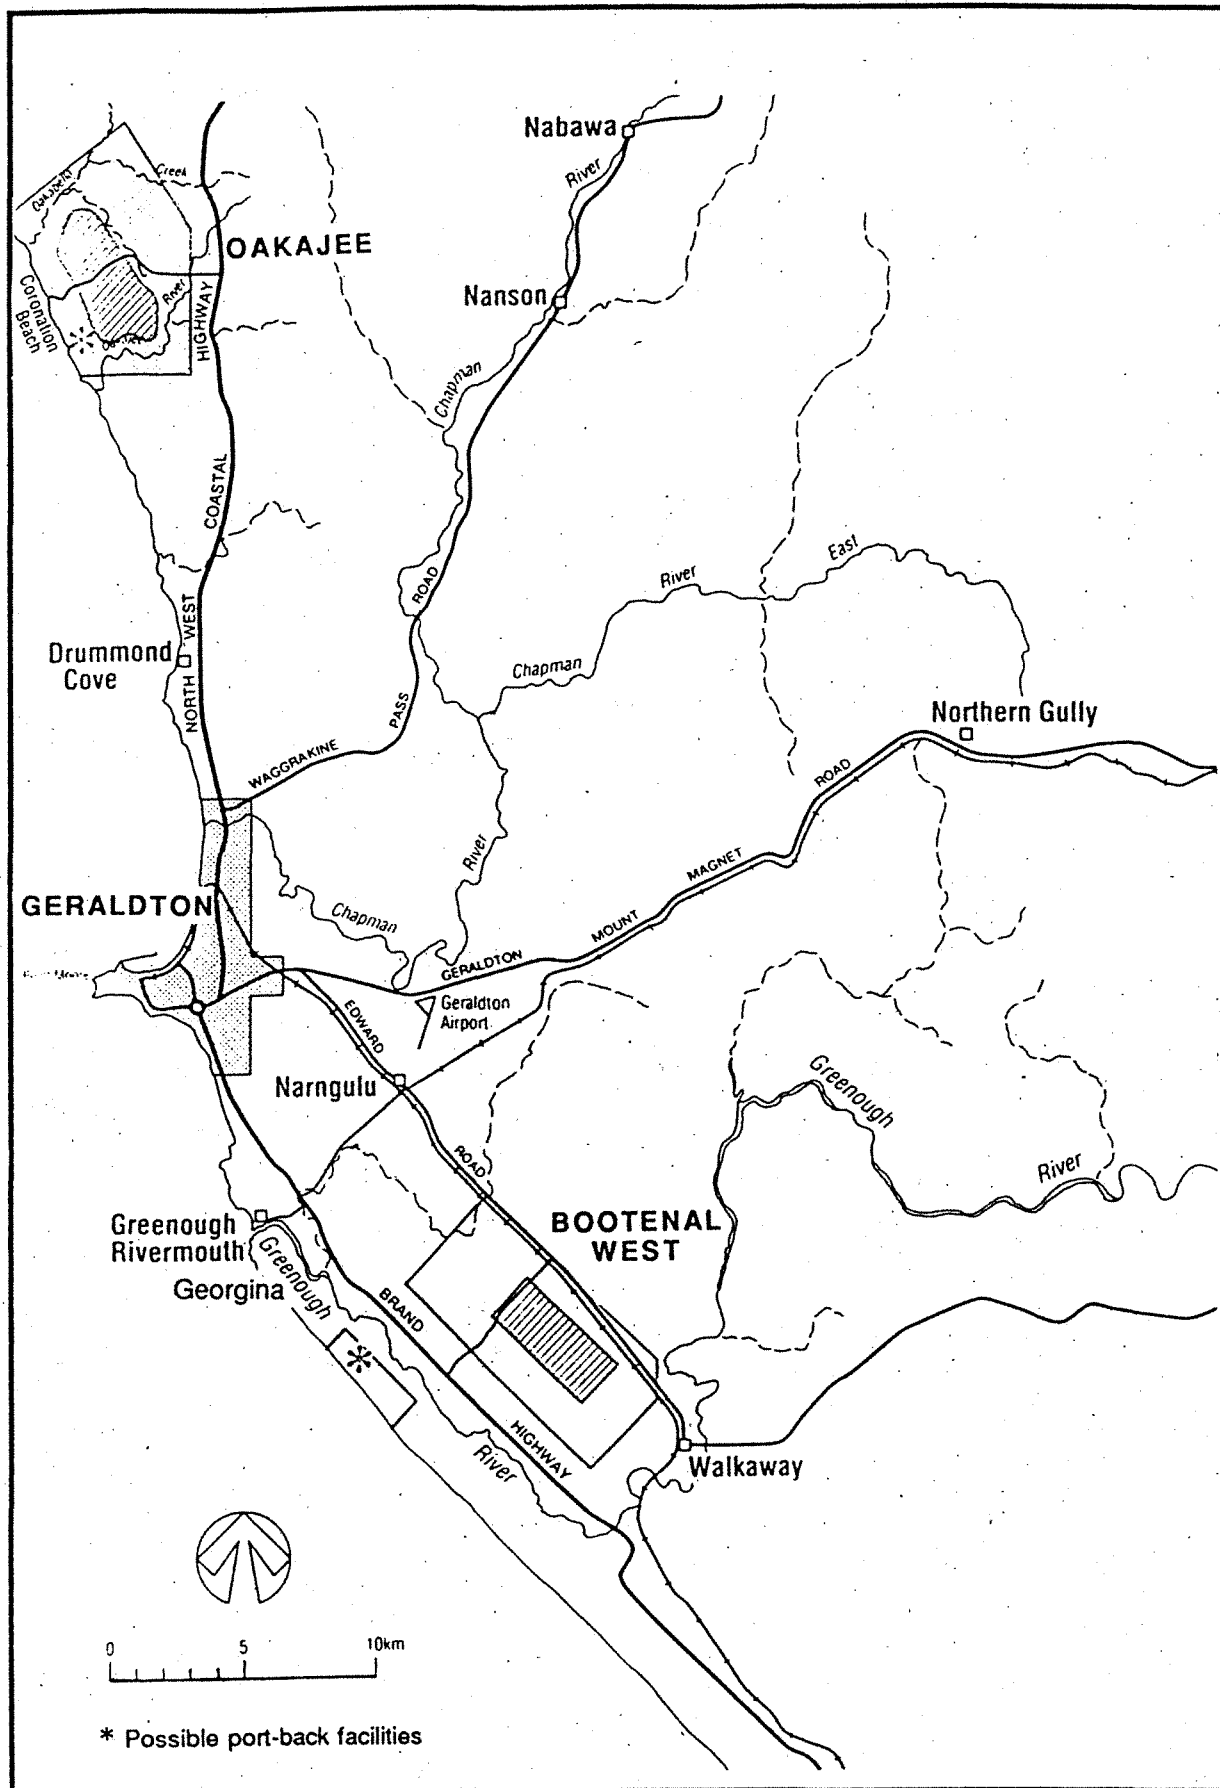 Nabawa
River
Creek
OAKAJEE
Nanson
River
Coronation
Beach
HIGHWAY
Chapman
COASTAL
East
River
ROAD
WEST
Drummond
Cove
Chapman
NORTH
PASS
Northern Gully
WAGGRAKINE
ROAD
River
MAGNET
GERALDTON
Chapman
MOUNT
GERALDTON
Geraldton
Airport
EDWARD
Narngulu
Greenough
ROAD
River
Greenough
Rivermouth
BOOTENAL
WEST
Georgina
Greenough
BRAND
HIGHWAY
River
Walkaway
0 5 10km
* Possible port-back facilities